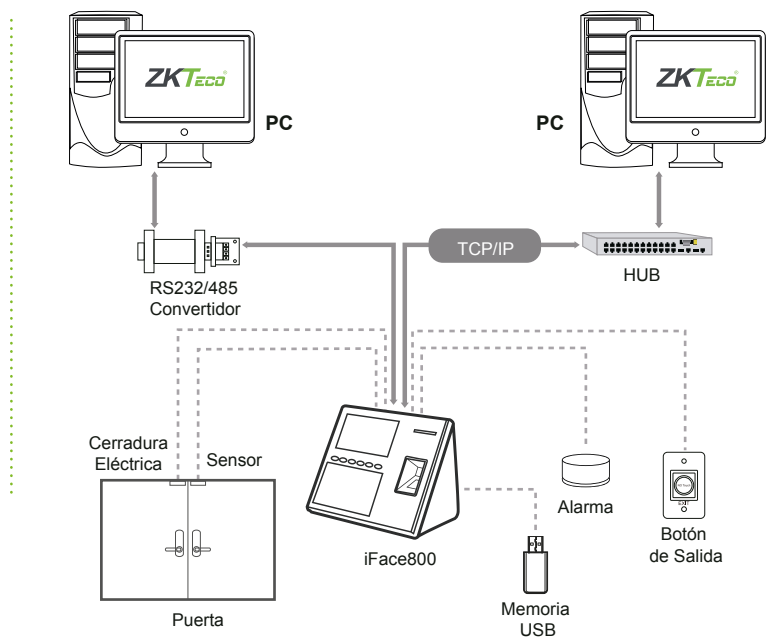 ZKTeco
PC
PC
ZKTeco
TCP/IP
RS232/485
Convertidor
HUB
Cerradura
Eléctrica
Sensor
Alarma
EXIT
Botón
de Salida
iFace800
Puerta
Memoria
USB